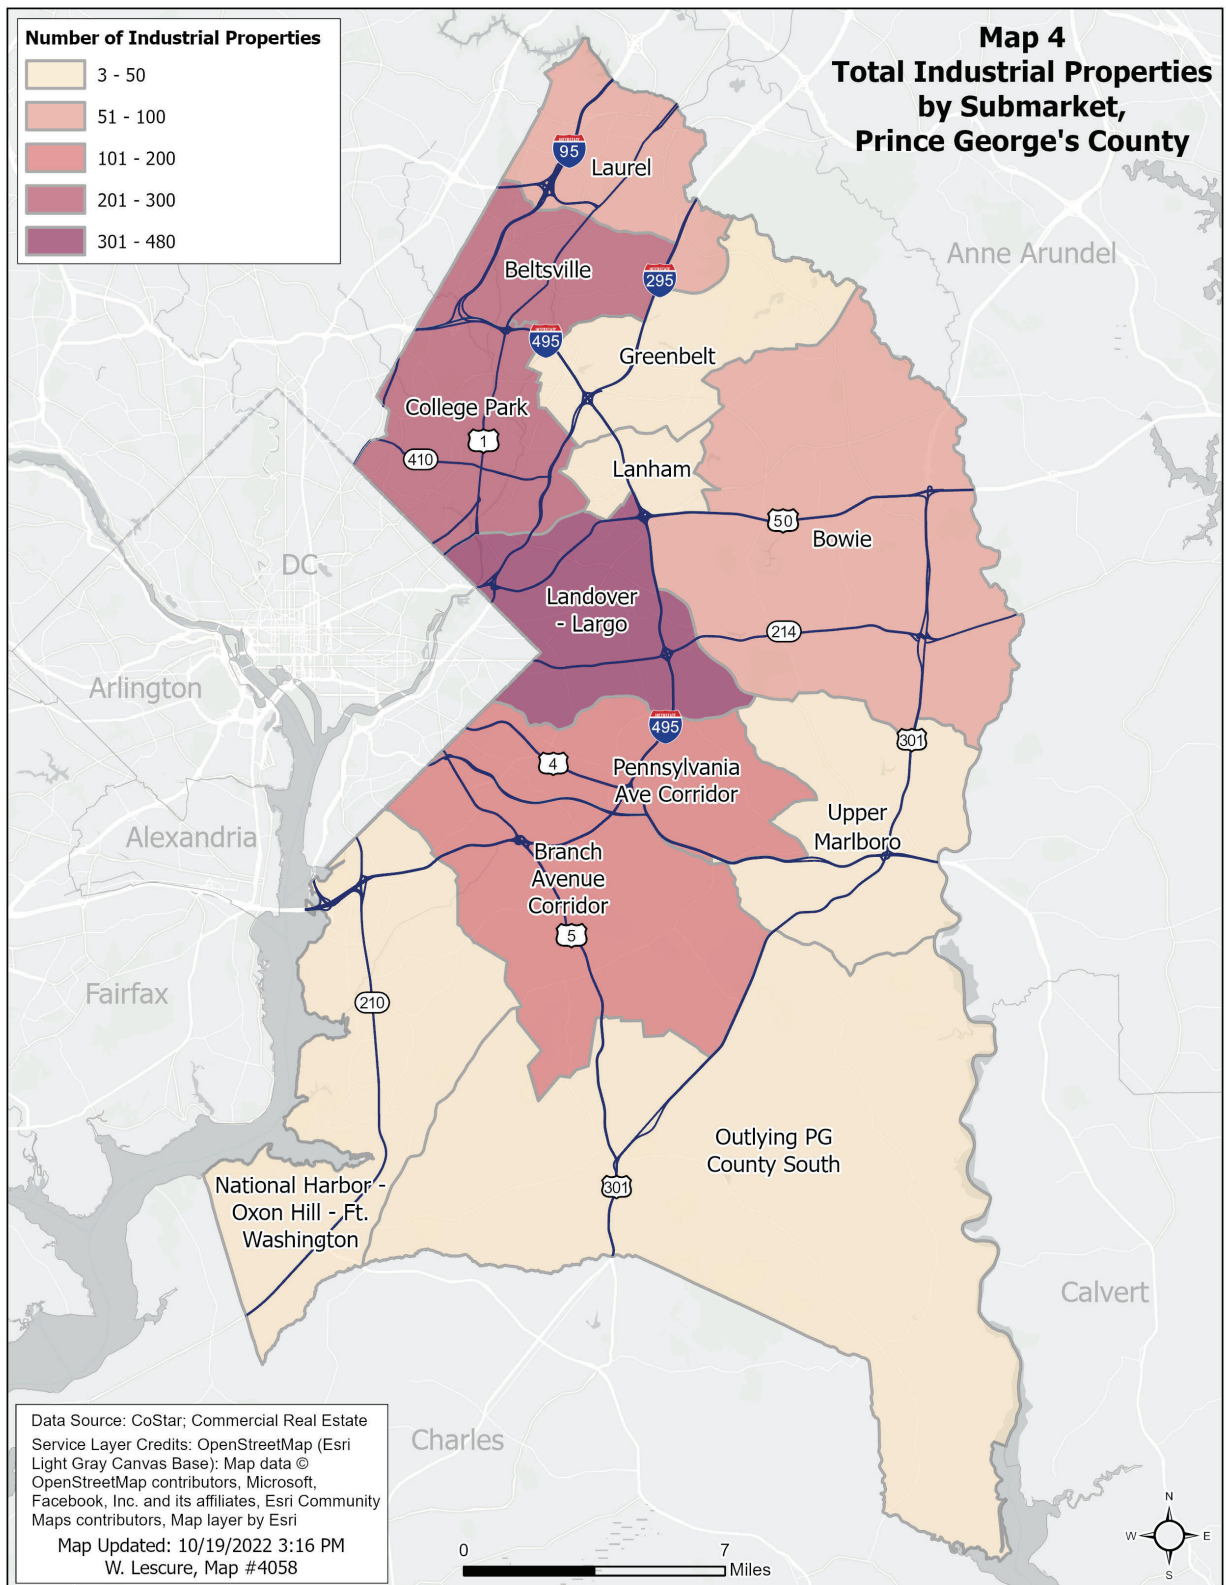 Number of Industrial Properties
3 - 50
51 - 100
101 - 200
201 - 300
301 - 480
Map 4
Total Industrial Properties
by Submarket,
Prince George's County
95
Laurel
Anne Arundel
Beltsville
295
495
Greenbelt
College Park
1
410
Lanham
50
Bowie
DC
Landover
- Largo
214
Arlington
495
301
4
Pennsylvania
Ave Corridor
Upper
Marlboro
Alexandria
Branch
Avenue
Corridor
5
Fairfax
210
Outlying PG
County South
National Harbor -
Oxon Hill - Ft.
Washington
301
Calvert
Charles
Data Source: CoStar; Commercial Real Estate
Service Layer Credits: OpenStreetMap (Esri
Light Gray Canvas Base): Map data ©
OpenStreetMap contributors, Microsoft,
Facebook, Inc. and its affiliates, Esri Community
Maps contributors, Map layer by Esri
Map Updated: 10/19/2022 3:16 PM
W. Lescure, Map #4058
0 7
Miles
N
W E
S